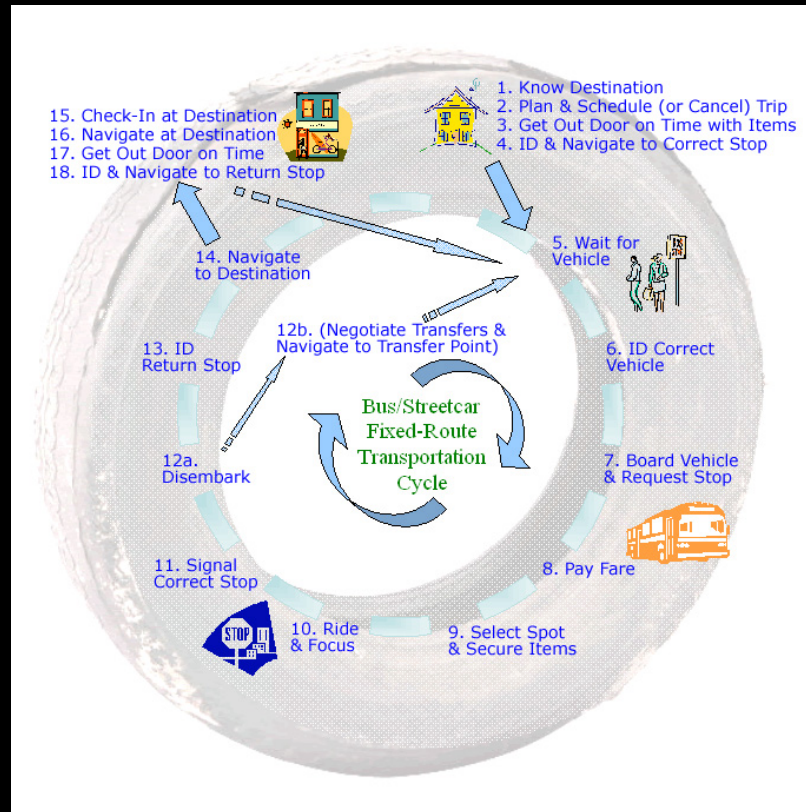 1. Know Destination
2. Plan & Schedule (or Cancel) Trip
3. Get Out Door on Time with Items
4. ID & Navigate to Correct Stop
5. Wait for
Vehicle
6. ID Correct
Vehicle
7. Board Vehicle
& Request Stop
8. Pay Fare
9. Select Spot
& Secure Items
10. Ride
& Focus
STOP
11. Signal
Correct Stop
12a.
Disembark
12b. (Negotiate Transfers &
Navigate to Transfer Point)
13. ID
Return Stop
14. Navigate
to Destination
15. Check-In at Destination
16. Navigate at Destination
17. Get Out Door on Time
18. ID & Navigate to Return Stop
Bus/Streetcar
Fixed-Route
Transportation
Cycle